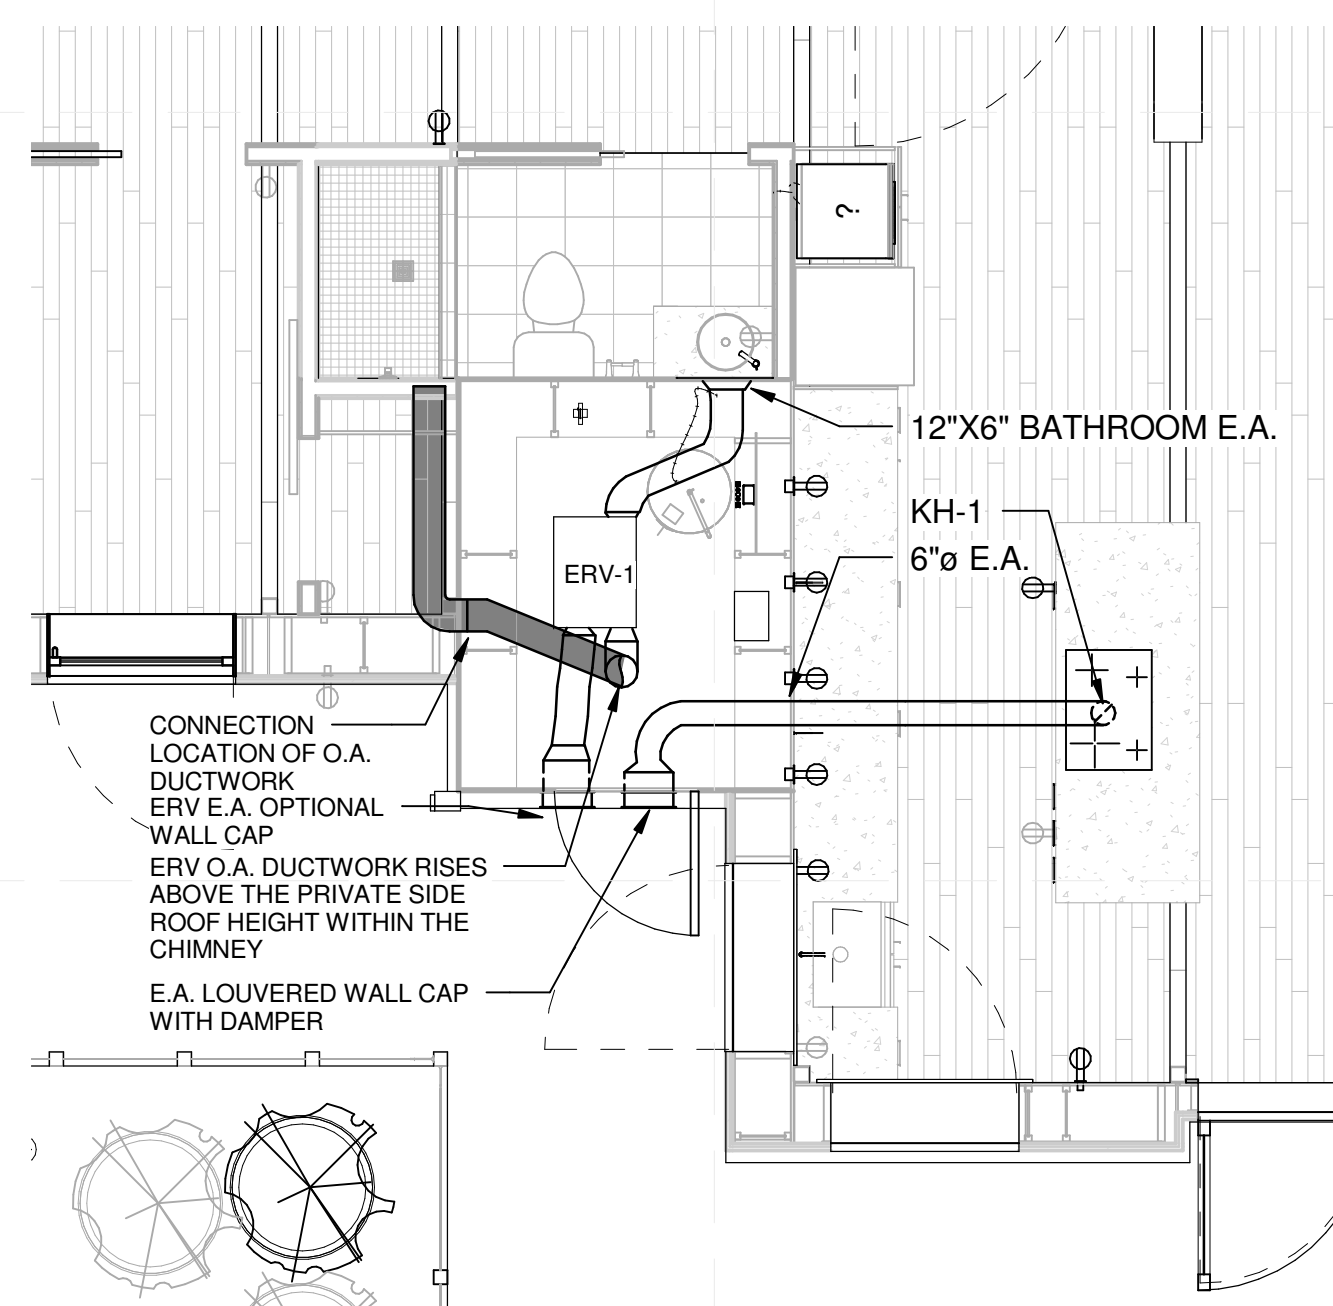 ?
12"X6" BATHROOM E.A.
KH-1
6"ø E.A.
ERV-1
CONNECTION
LOCATION OF O.A.
DUCTWORK
ERV E.A. OPTIONAL
WALL CAP
ERV O.A. DUCTWORK RISES
ABOVE THE PRIVATE SIDE
ROOF HEIGHT WITHIN THE
CHIMNEY
E.A. LOUVERED WALL CAP
WITH DAMPER